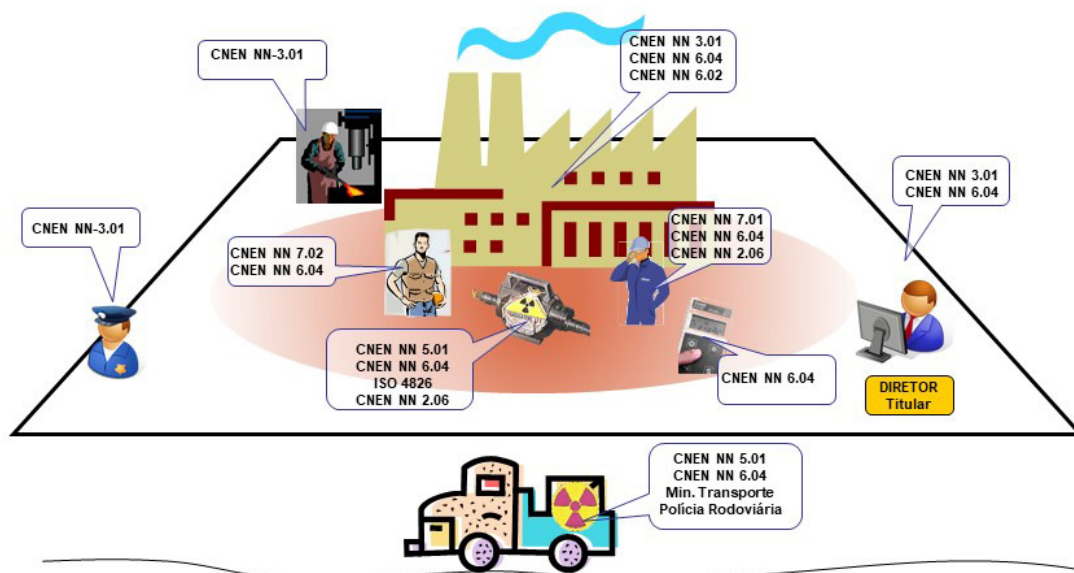 CNEN NN-3.01
CNEN NN 3.01
CNEN NN 6.04
CNEN NN 6.02
CNEN NN 3.01
CNEN NN 6.04
CNEN NN-3.01
CNEN NN 7.02
CNEN NN 6.04
CNEN NN 7.01
CNEN NN 6.04
CNEN NN 2.06
CNEN NN 5.01
CNEN NN 6.04
ISO 4826
CNEN NN 2.06
CNEN NN 6.04
DIRETOR
Titular
CNEN NN 5.01
CNEN NN 6.04
Min. Transporte
Polícia Rodoviária